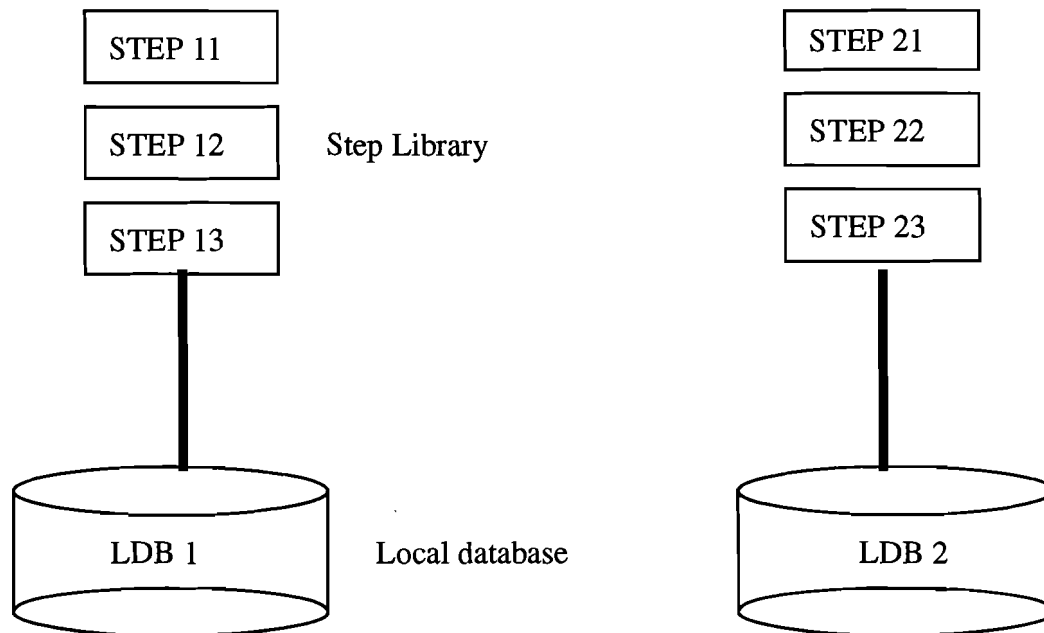 STEP 11
STEP 21
STEP 12
Step Library
STEP 22
STEP 13
STEP 23
LDB 1
Local database
LDB 2